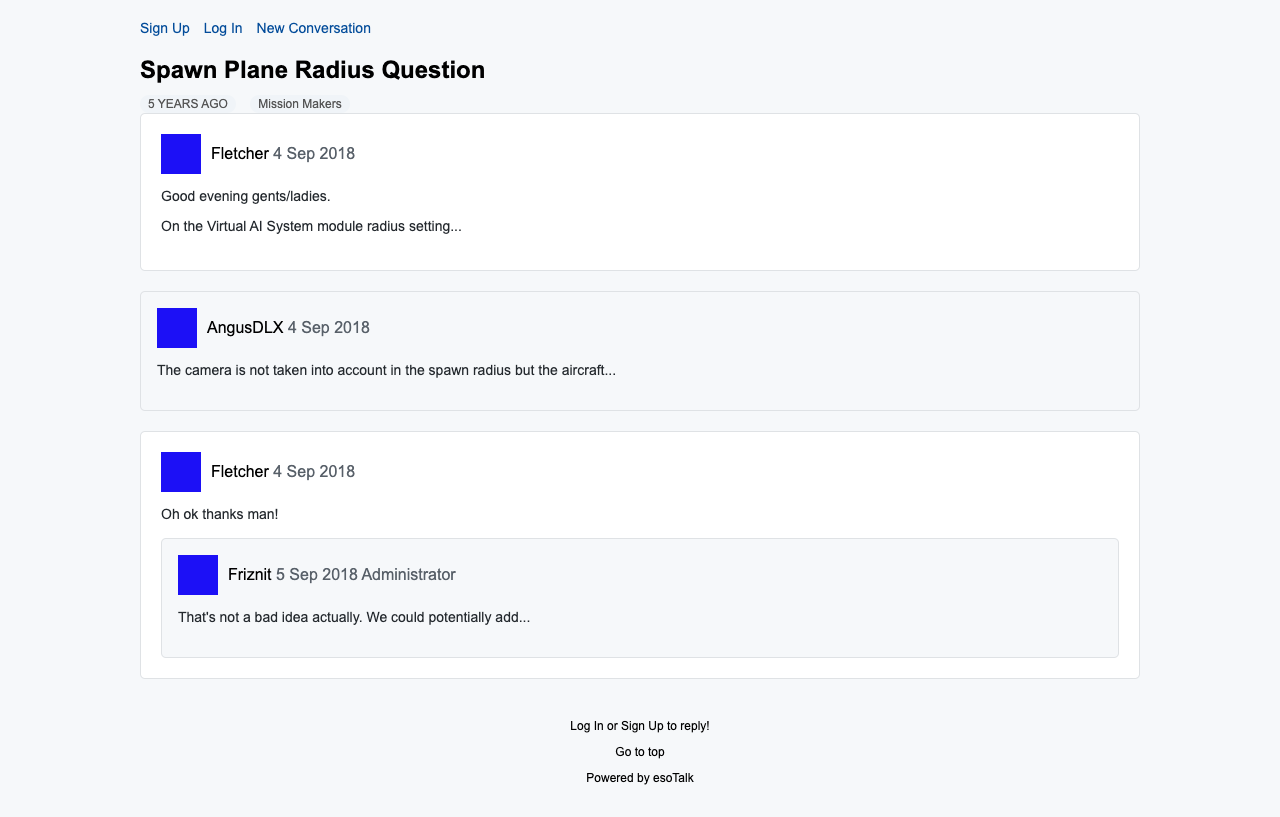 Sign Up Log In New Conversation
Spawn Plane Radius Question
5 YEARS AGO Mission Makers
Fletcher 4 Sep 2018
Good evening gents/ladies.
On the Virtual AI System module radius setting...
AngusDLX 4 Sep 2018
The camera is not taken into account in the spawn radius but the aircraft...
Fletcher 4 Sep 2018
Oh ok thanks man!
Friznit 5 Sep 2018 Administrator
That's not a bad idea actually. We could potentially add...
Log In or Sign Up to reply!
Go to top
Powered by esoTalk